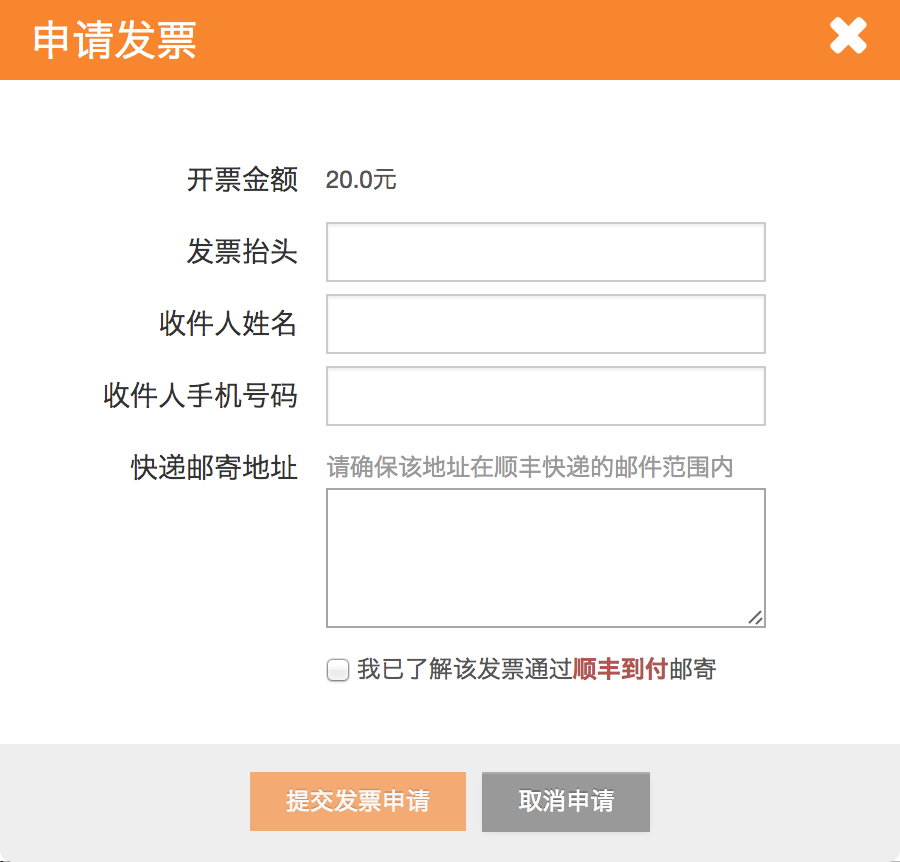 申请发票
开票金额 20.0元
发票抬头
收件人姓名
收件人手机号码
快递邮寄地址 请确保该地址在顺丰快递的邮件范围内
我已了解该发票通过顺丰到付邮寄
提交发票申请 取消申请